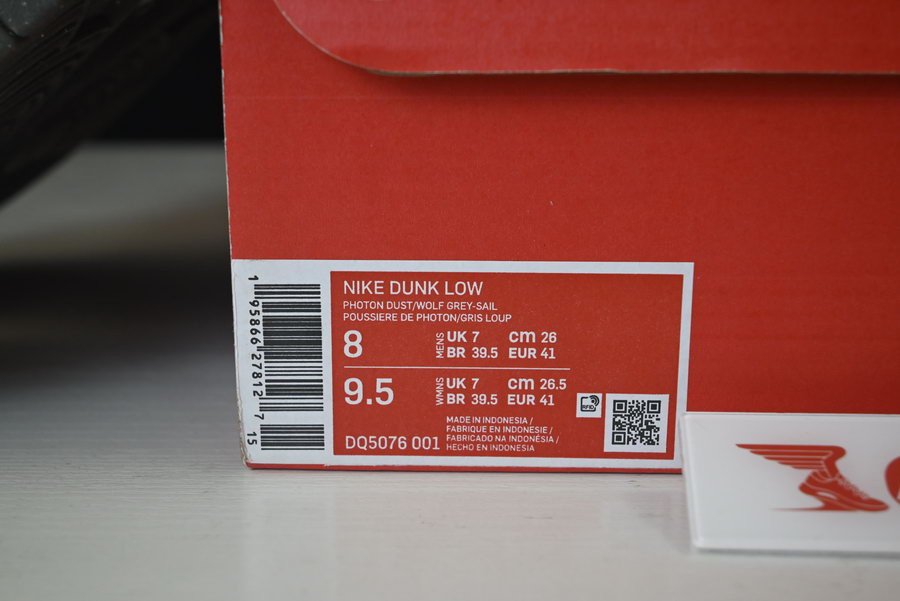 1 95866 27812 7
15
NIKE DUNK LOW
PHOTON DUST/WOLF GREY-SAIL
POUSSIERE DE PHOTON/GRIS LOUP
8 MENS UK 7 cm 26
BR 39.5 EUR 41
9.5 WMNS UK 7 cm 26.5
BR 39.5 EUR 41
RFID
MADE IN INDONESIA /
FABRIQUE EN INDONESIE /
FABRICADO NA INDONÉSIA /
HECHO EN INDONESIA
DQ5076 001